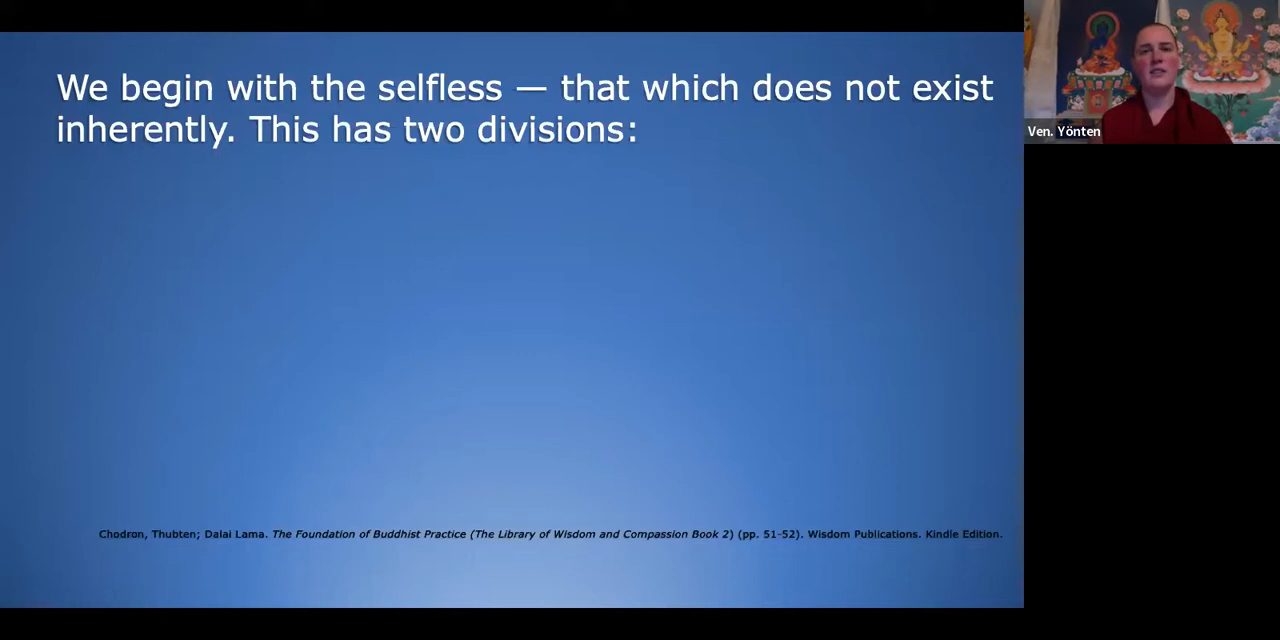 We begin with the selfless — that which does not exist
inherently. This has two divisions:
Ven. Yönten
Chodron, Thubten; Dalai Lama. The Foundation of Buddhist Practice (The Library of Wisdom and Compassion Book 2) (pp. 51-52). Wisdom Publications. Kindle Edition.